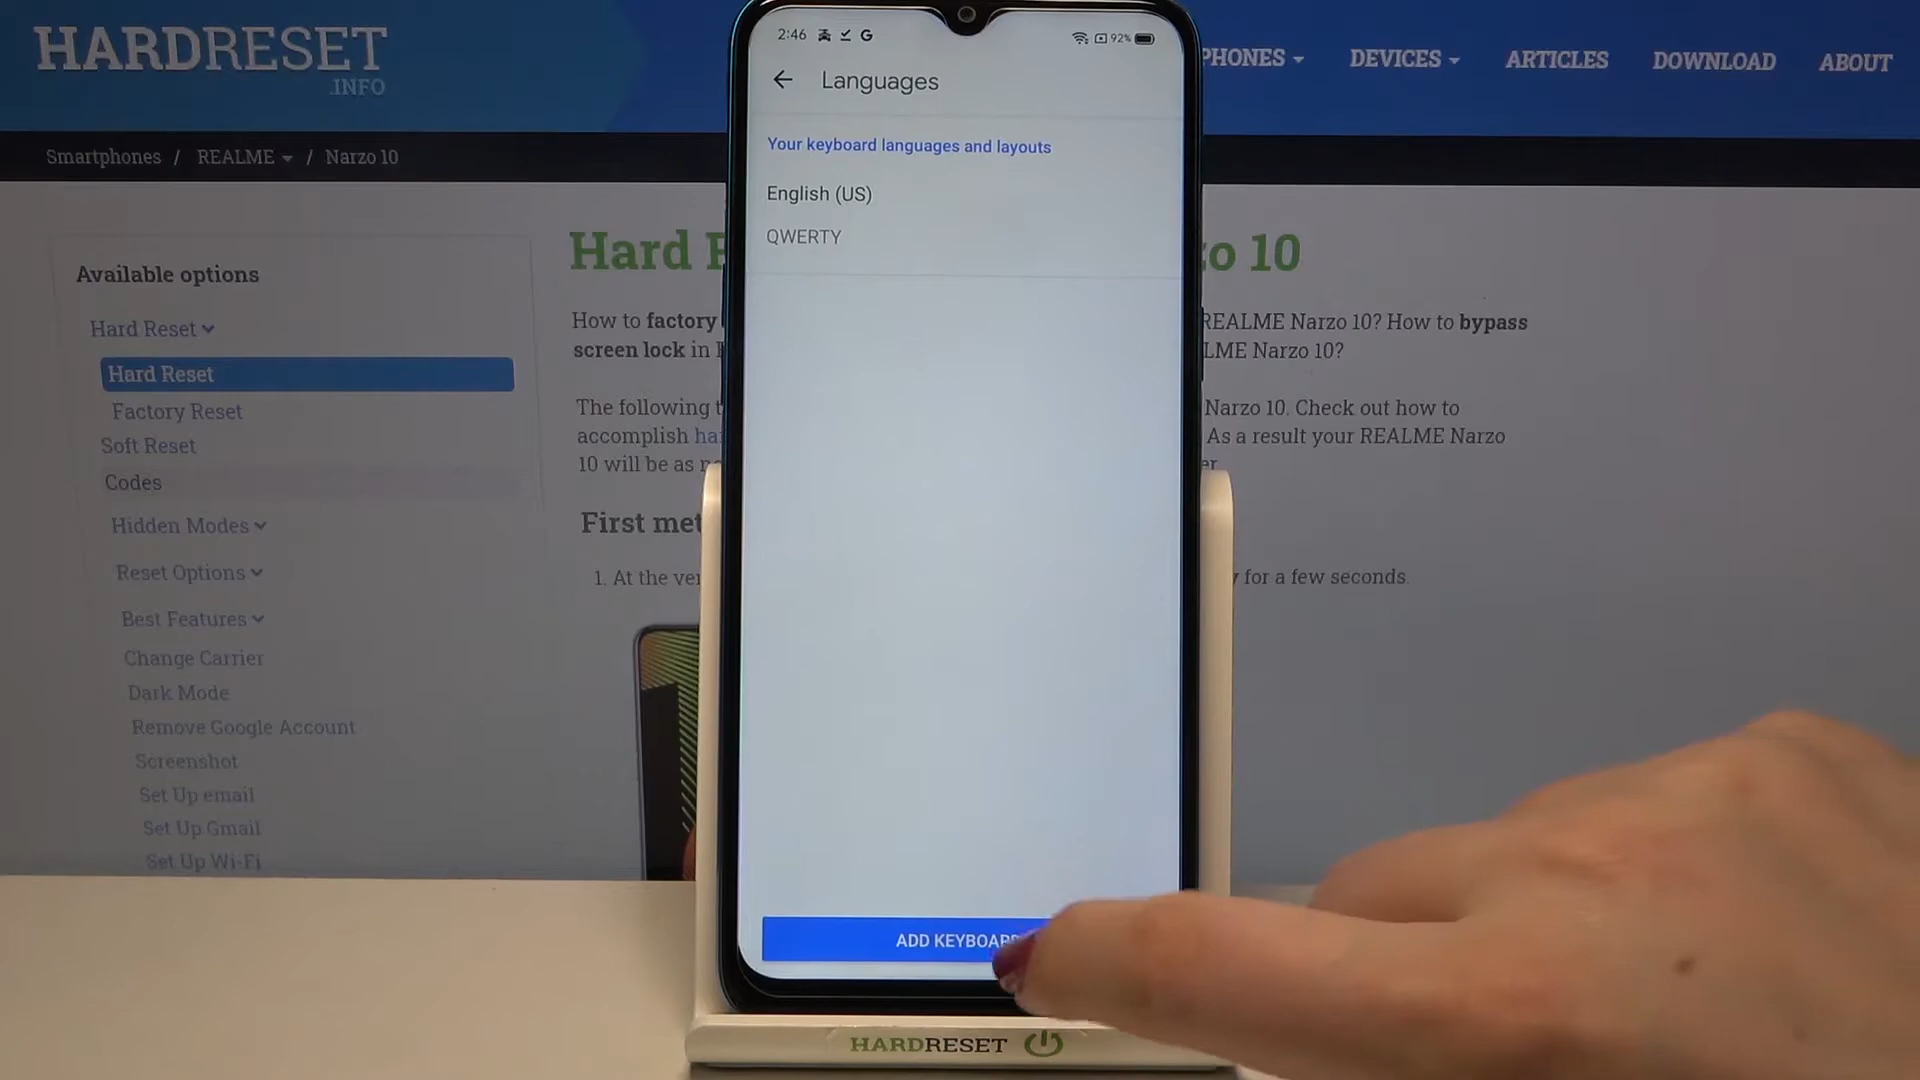 HARDRESET
.INFO
PHONES
DEVICES
ARTICLES
DOWNLOAD
ABOUT
Smartphones / REALME / Narzo 10
Available options
Hard Reset
Hard Reset
Factory Reset
Soft Reset
Codes
Hidden Modes
Reset Options
Best Features
Change Carrier
Dark Mode
Remove Google Account
Screenshot
Set Up email
Set Up Gmail
Set Up Wi-Fi
Hard
10
How to factory
REALME Narzo 10? How to bypass
screen lock in
Narzo 10?
The following
Narzo 10. Check out how to
accomplish
As a result your REALME Narzo
10 will be as
First
1. At the
for a few seconds.
2:46
G
92%
Languages
Your keyboard languages and layouts
English (US)
QWERTY
ADD KEYBOARD
HARDRESET